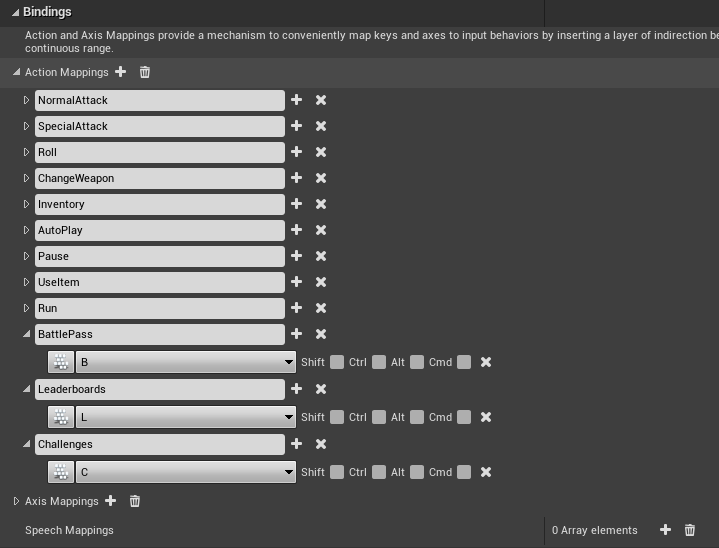 Bindings
Action and Axis Mappings provide a mechanism to conveniently map keys and axes to input behaviors by inserting a layer of indirection
continuous range.
Action Mappings
NormalAttack
SpecialAttack
Roll
ChangeWeapon
Inventory
AutoPlay
Pause
UseItem
Run
BattlePass
B Shift Ctrl Alt Cmd
Leaderboards
L Shift Ctrl Alt Cmd
Challenges
C Shift Ctrl Alt Cmd
Axis Mappings
Speech Mappings 0 Array elements